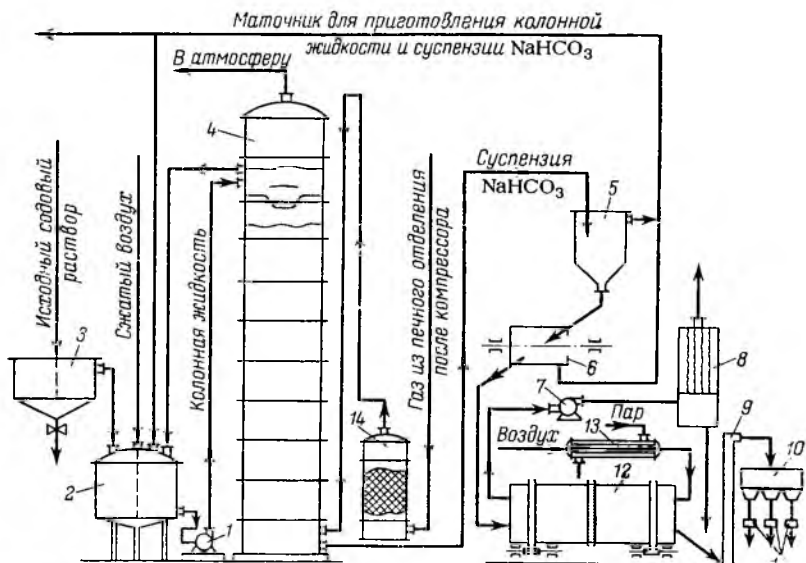 Маточник для приготовления колонной
жидкости и суспензии NaHCO₃
В атмосферу
4
Исходный содовый
раствор
Сжатый воздух
Колонная жидкость
Газ из печного отделения
после компрессора
Суспензия
NaHCO₃
5
3
6
7
8
Пар
9
Воздух
13
10
14
2
12
1